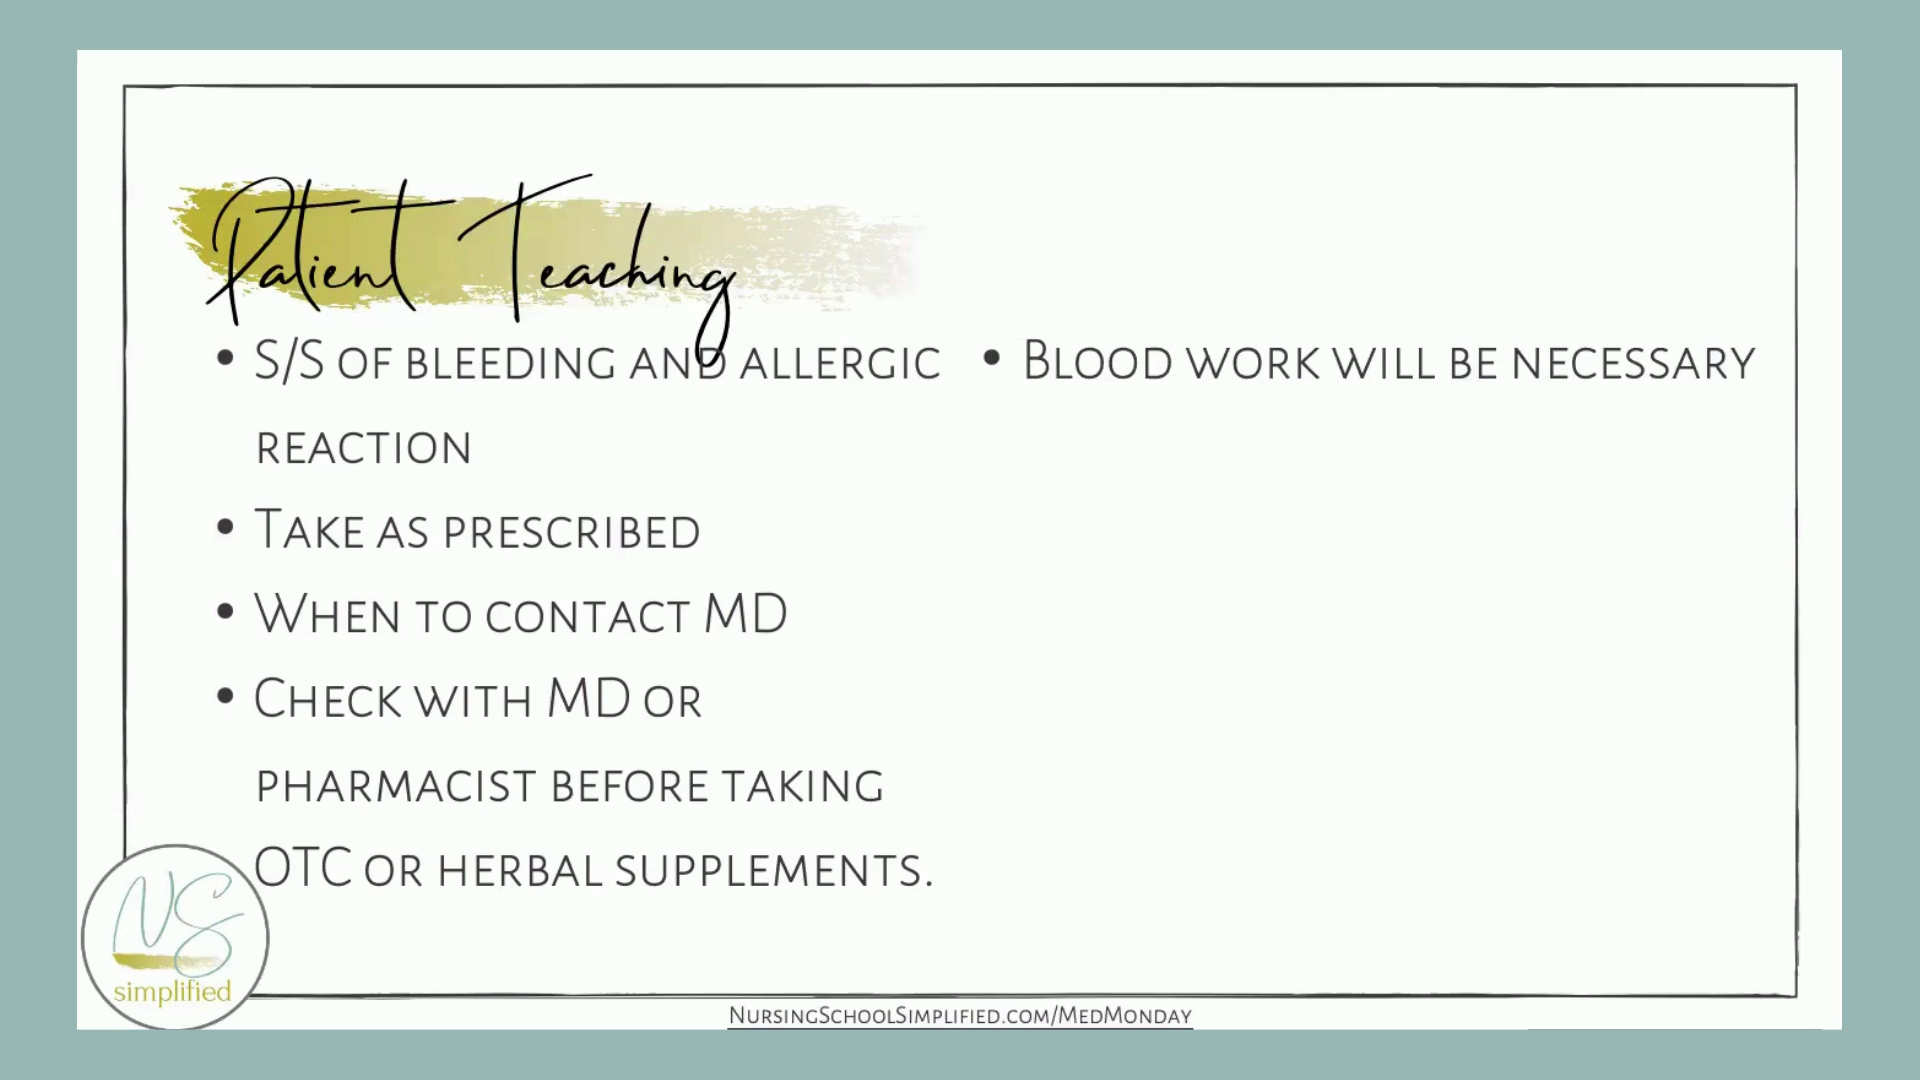 Patient Teaching
• S/S OF BLEEDING AND ALLERGIC
REACTION
• TAKE AS PRESCRIBED
• WHEN TO CONTACT MD
• CHECK WITH MD OR
PHARMACIST BEFORE TAKING
OTC OR HERBAL SUPPLEMENTS.
• BLOOD WORK WILL BE NECESSARY
NS
simplified
NURSINGSCHOOLSIMPLIFIED.COM/MEDMONDAY